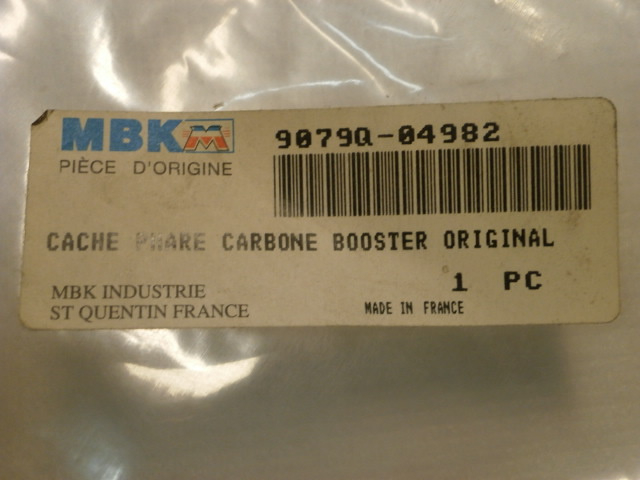 MBK
PIÈCE D'ORIGINE
9079Q-04982
CACHE PHARE CARBONE BOOSTER ORIGINAL
1 PC
MBK INDUSTRIE
ST QUENTIN FRANCE
MADE IN FRANCE